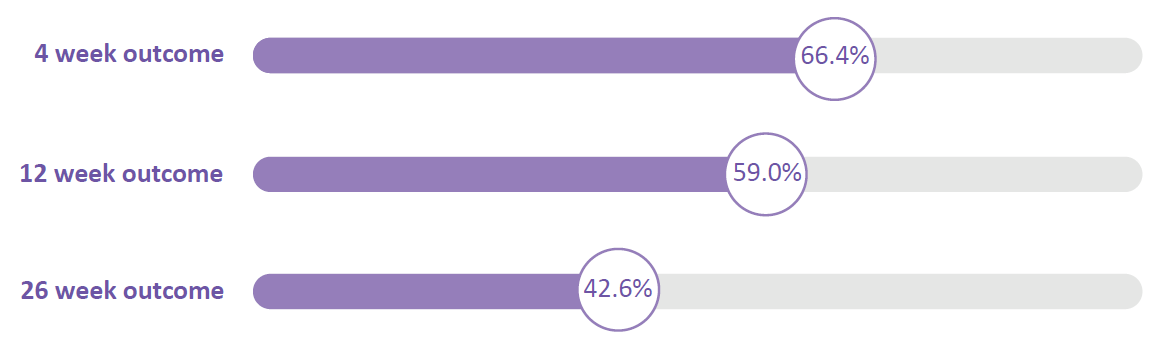 4 week outcome 66.4%
12 week outcome 59.0%
26 week outcome 42.6%